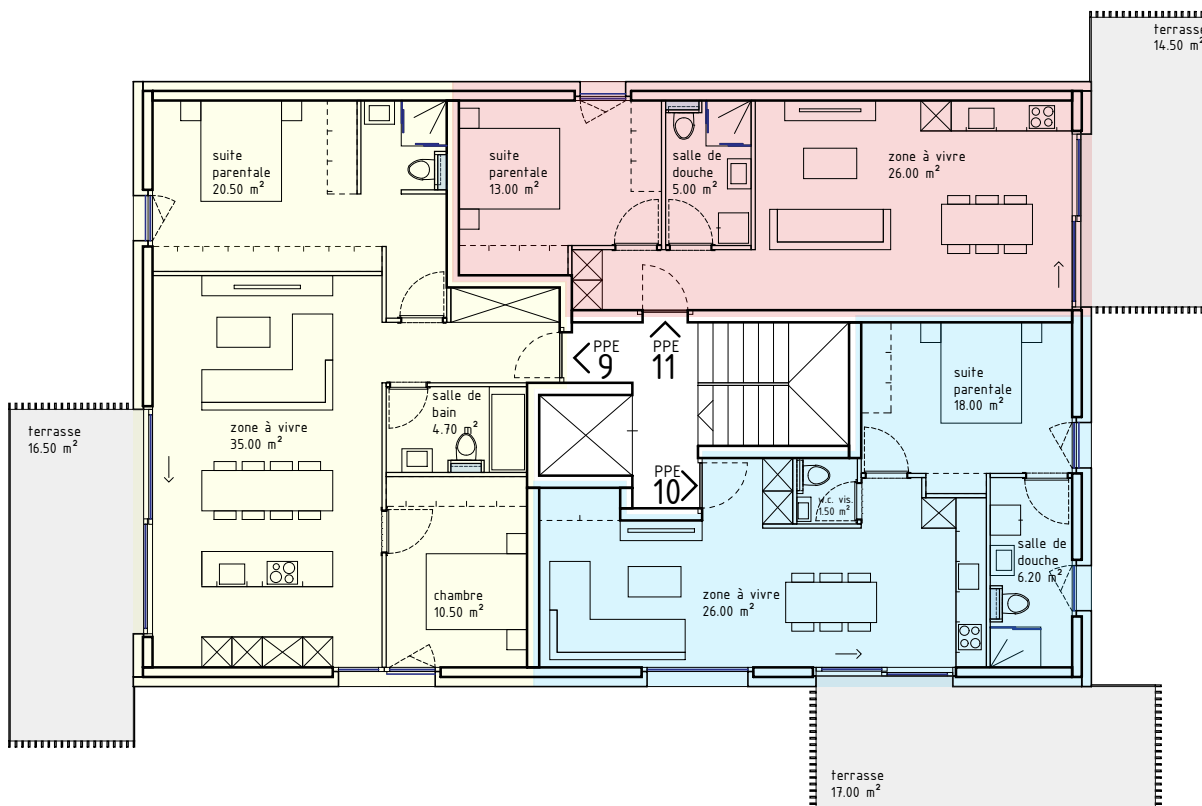 terrasse
14.50 m²
suite
parentale
20.50 m²
suite
parentale
13.00 m²
salle de
douche
5.00 m²
zone à vivre
26.00 m²
PPE
9
PPE
11
suite
parentale
18.00 m²
salle de
bain
4.70 m²
terrasse
16.50 m²
zone à vivre
35.00 m²
PPE
10
w.c. vis.
1.50 m²
salle de
douche
6.20 m²
chambre
10.50 m²
zone à vivre
26.00 m²
terrasse
17.00 m²